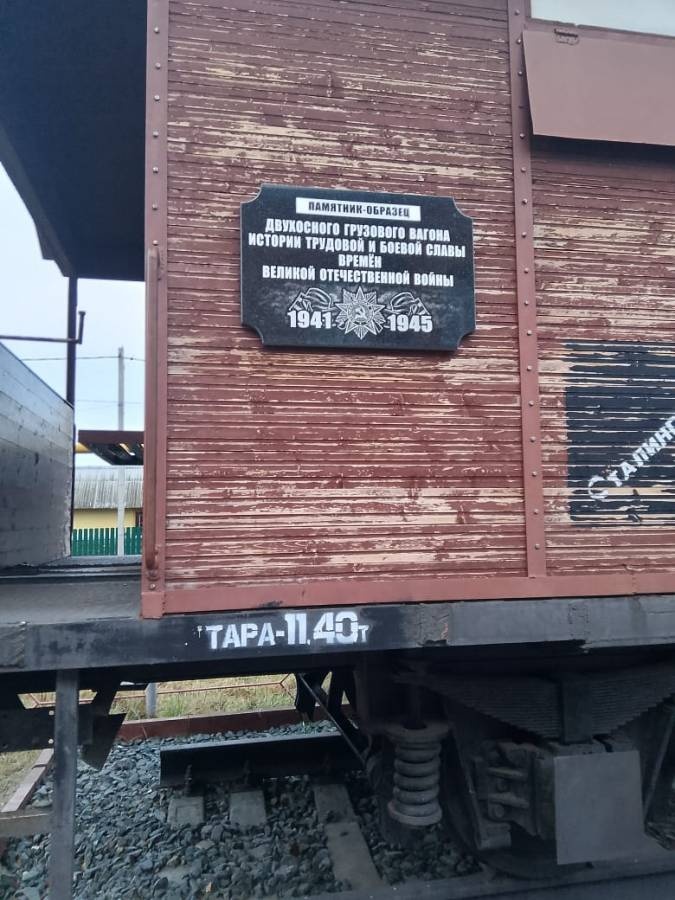 ПАМЯТНИК-ОБРАЗЕЦ
ДВУХОСНОГО ГРУЗОВОГО ВАГОНА
ИСТОРИИ ТРУДОВОЙ И БОЕВОЙ СЛАВЫ
ВРЕМЁН
ВЕЛИКОЙ ОТЕЧЕСТВЕННОЙ ВОЙНЫ
1941 1945
ТАРА-11,40т